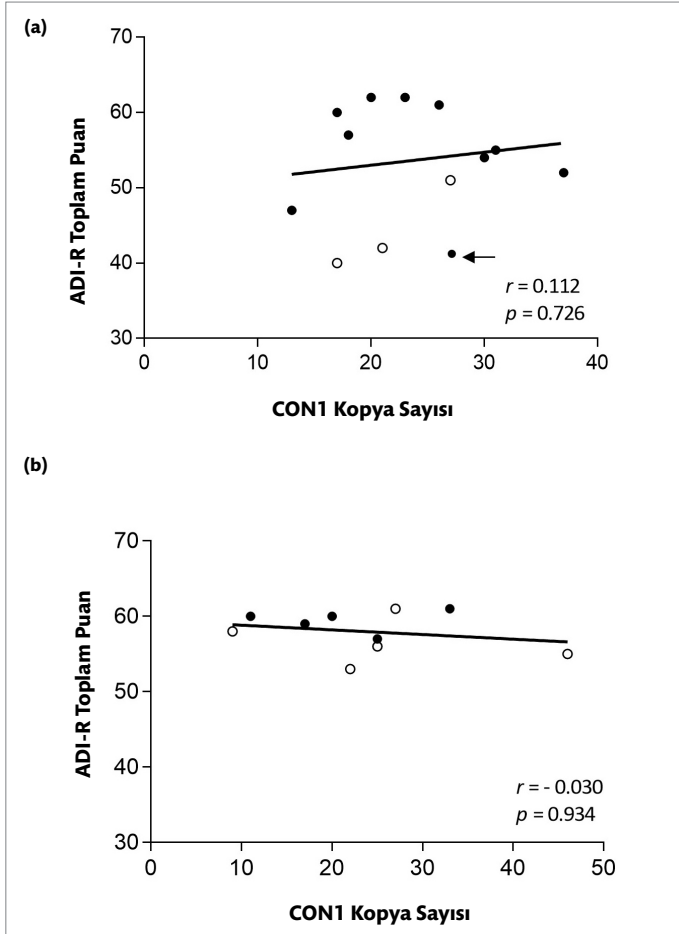 (a)
70
60
50
40
30
ADI-R Toplam Puan
r = 0.112
p = 0.726
0 10 20 30 40
CON1 Kopya Sayısı
(b)
70
60
50
40
30
ADI-R Toplam Puan
r = - 0.030
p = 0.934
0 10 20 30 40 50
CON1 Kopya Sayısı